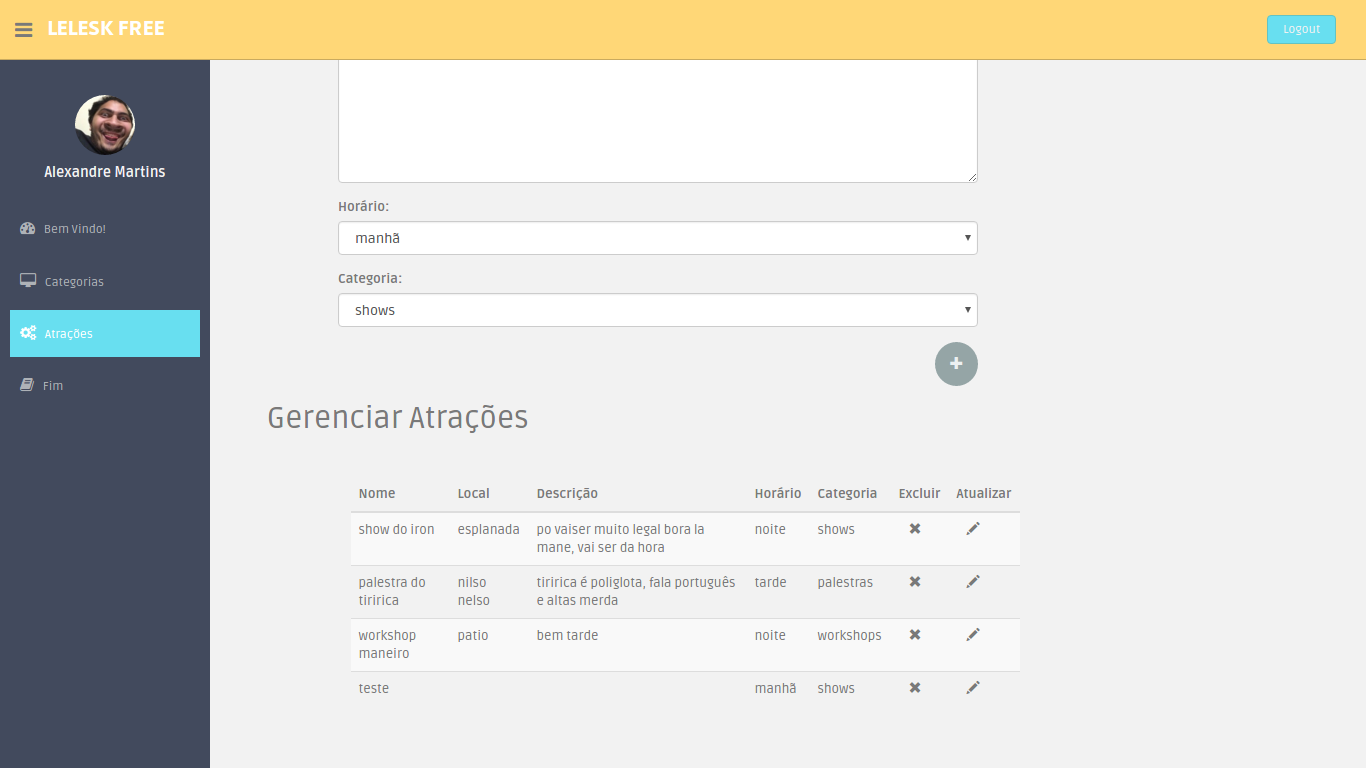 LELESK FREE
Logout
Alexandre Martins
Bem Vindo!
Categorias
Atrações
Fim
Horário:
manhã
Categoria:
shows
Gerenciar Atrações
Nome Local Descrição Horário Categoria Excluir Atualizar
show do iron esplanada po vaiser muito legal bora la noite shows
mane, vai ser da hora
palestra do nilso tiririca é poliglota, fala português tarde palestras
tiririca nelso e altas merda
workshop patio bem tarde noite workshops
maneiro
teste manhã shows